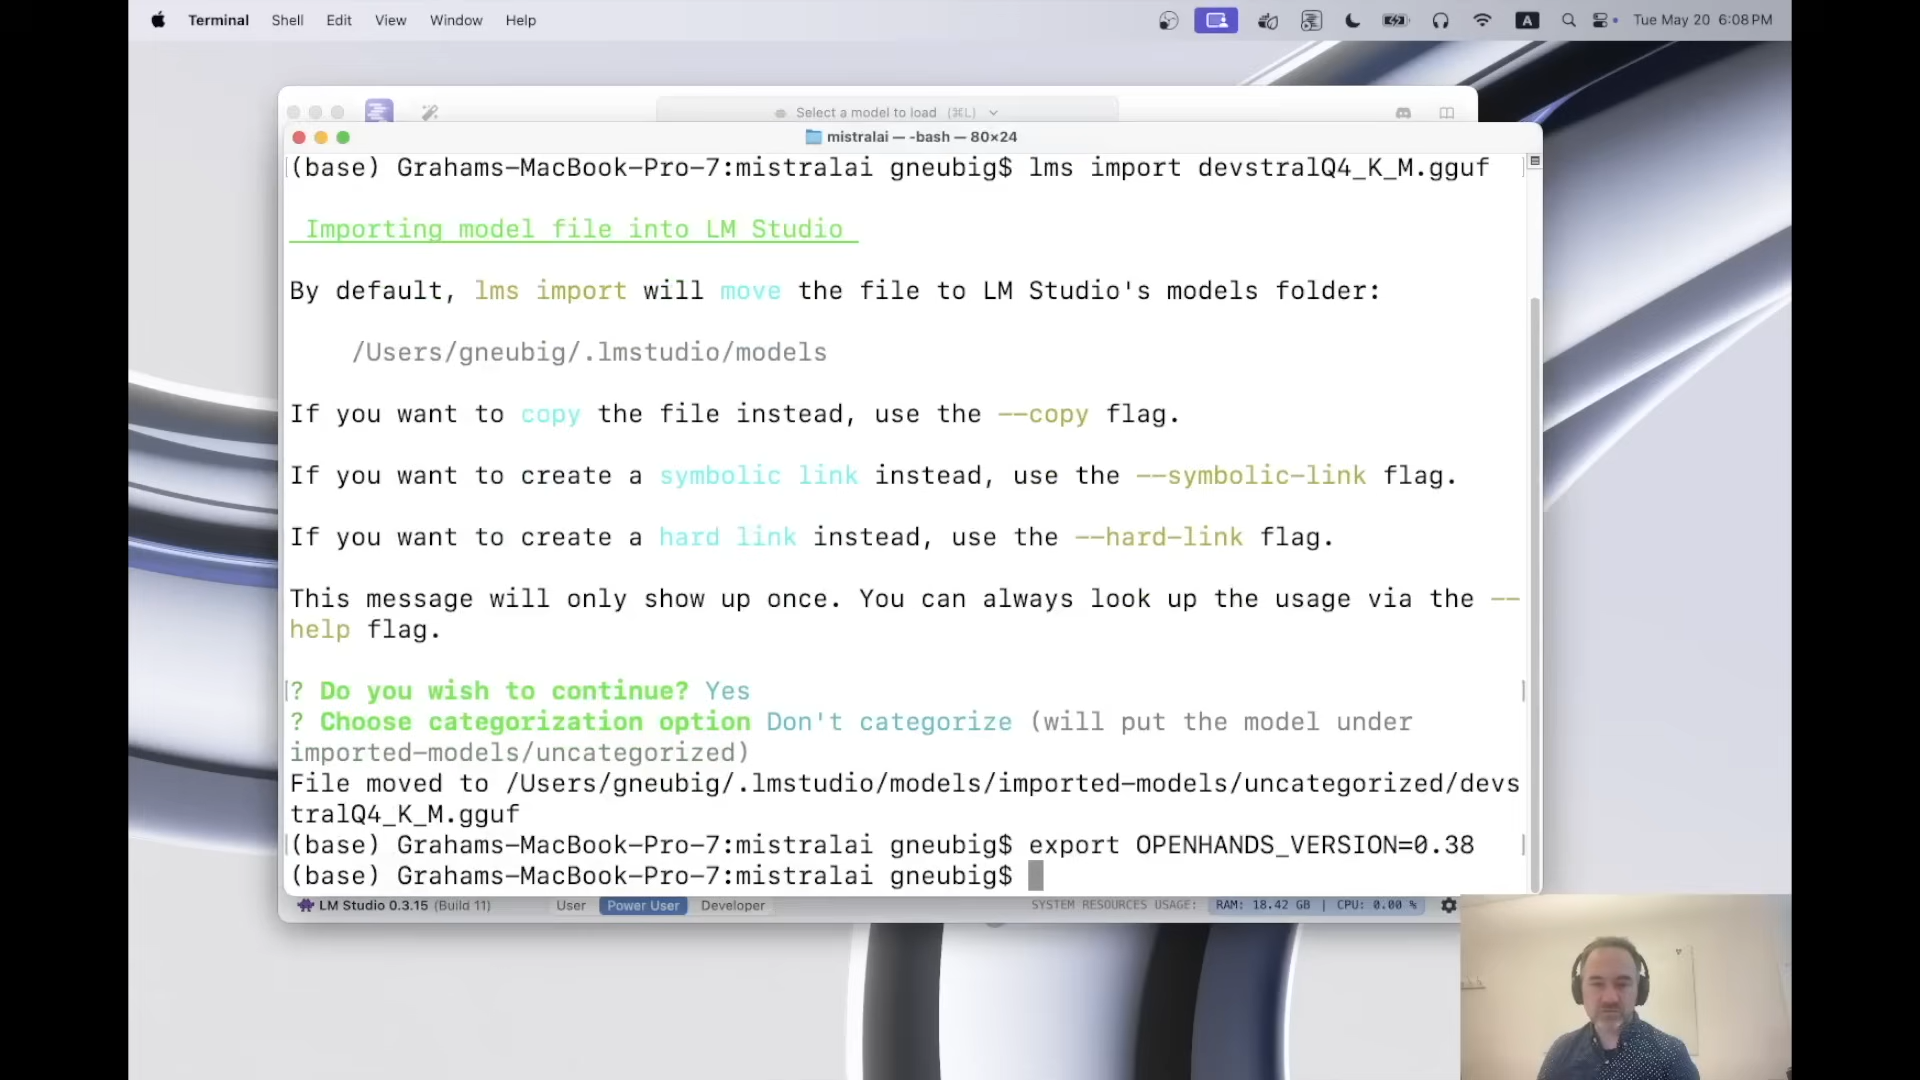 Terminal Shell Edit View Window Help A Tue May 20 6:08 PM
Select a model to load (⌘L)
mistralai — -bash — 80×24
(base) Grahams-MacBook-Pro-7:mistralai gneubig$ lms import devstralQ4_K_M.gguf
Importing model file into LM Studio
By default, lms import will move the file to LM Studio's models folder:
/Users/gneubig/.lmstudio/models
If you want to copy the file instead, use the --copy flag.
If you want to create a symbolic link instead, use the --symbolic-link flag.
If you want to create a hard link instead, use the --hard-link flag.
This message will only show up once. You can always look up the usage via the --
help flag.
? Do you wish to continue? Yes
? Choose categorization option Don't categorize (will put the model under
imported-models/uncategorized)
File moved to /Users/gneubig/.lmstudio/models/imported-models/uncategorized/devs
tralQ4_K_M.gguf
(base) Grahams-MacBook-Pro-7:mistralai gneubig$ export OPENHANDS_VERSION=0.38
(base) Grahams-MacBook-Pro-7:mistralai gneubig$
LM Studio 0.3.15 (Build 11) User Power User Developer SYSTEM RESOURCES USAGE: RAM: 18.42 GB | CPU: 0.00 %